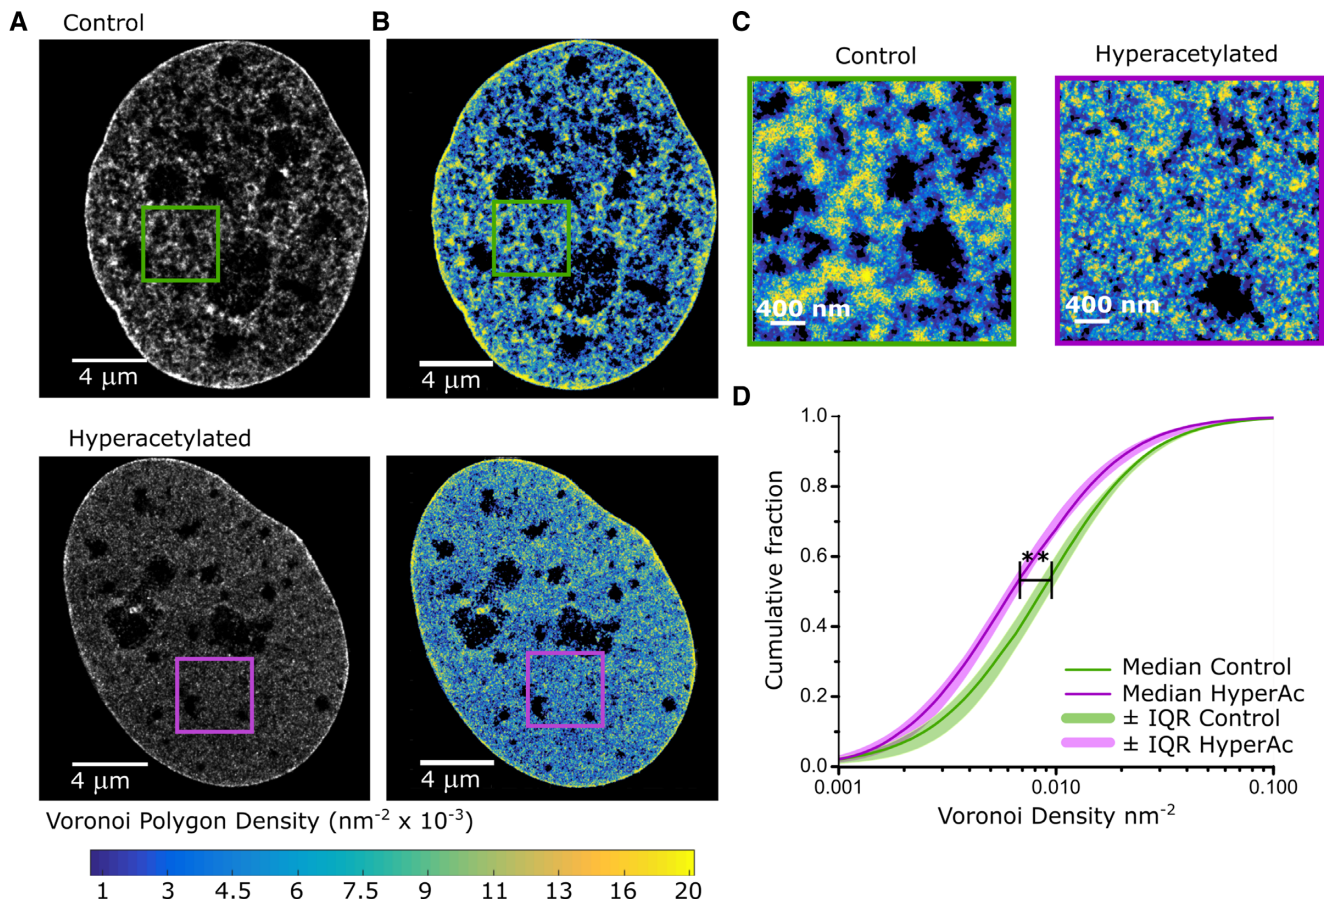 A
Control
B
C
Control
Hyperacetylated
4 μm
4 μm
400 nm
400 nm
D
Hyperacetylated
4 μm
4 μm
Voronoi Polygon Density (nm⁻² x 10⁻³)
1 3 4.5 6 7.5 9 11 13 16 20
Cumulative fraction
1.0
0.8
0.6
0.4
0.2
0.0
**
Median Control
Median HyperAc
± IQR Control
± IQR HyperAc
0.001 0.010 0.100
Voronoi Density nm⁻²